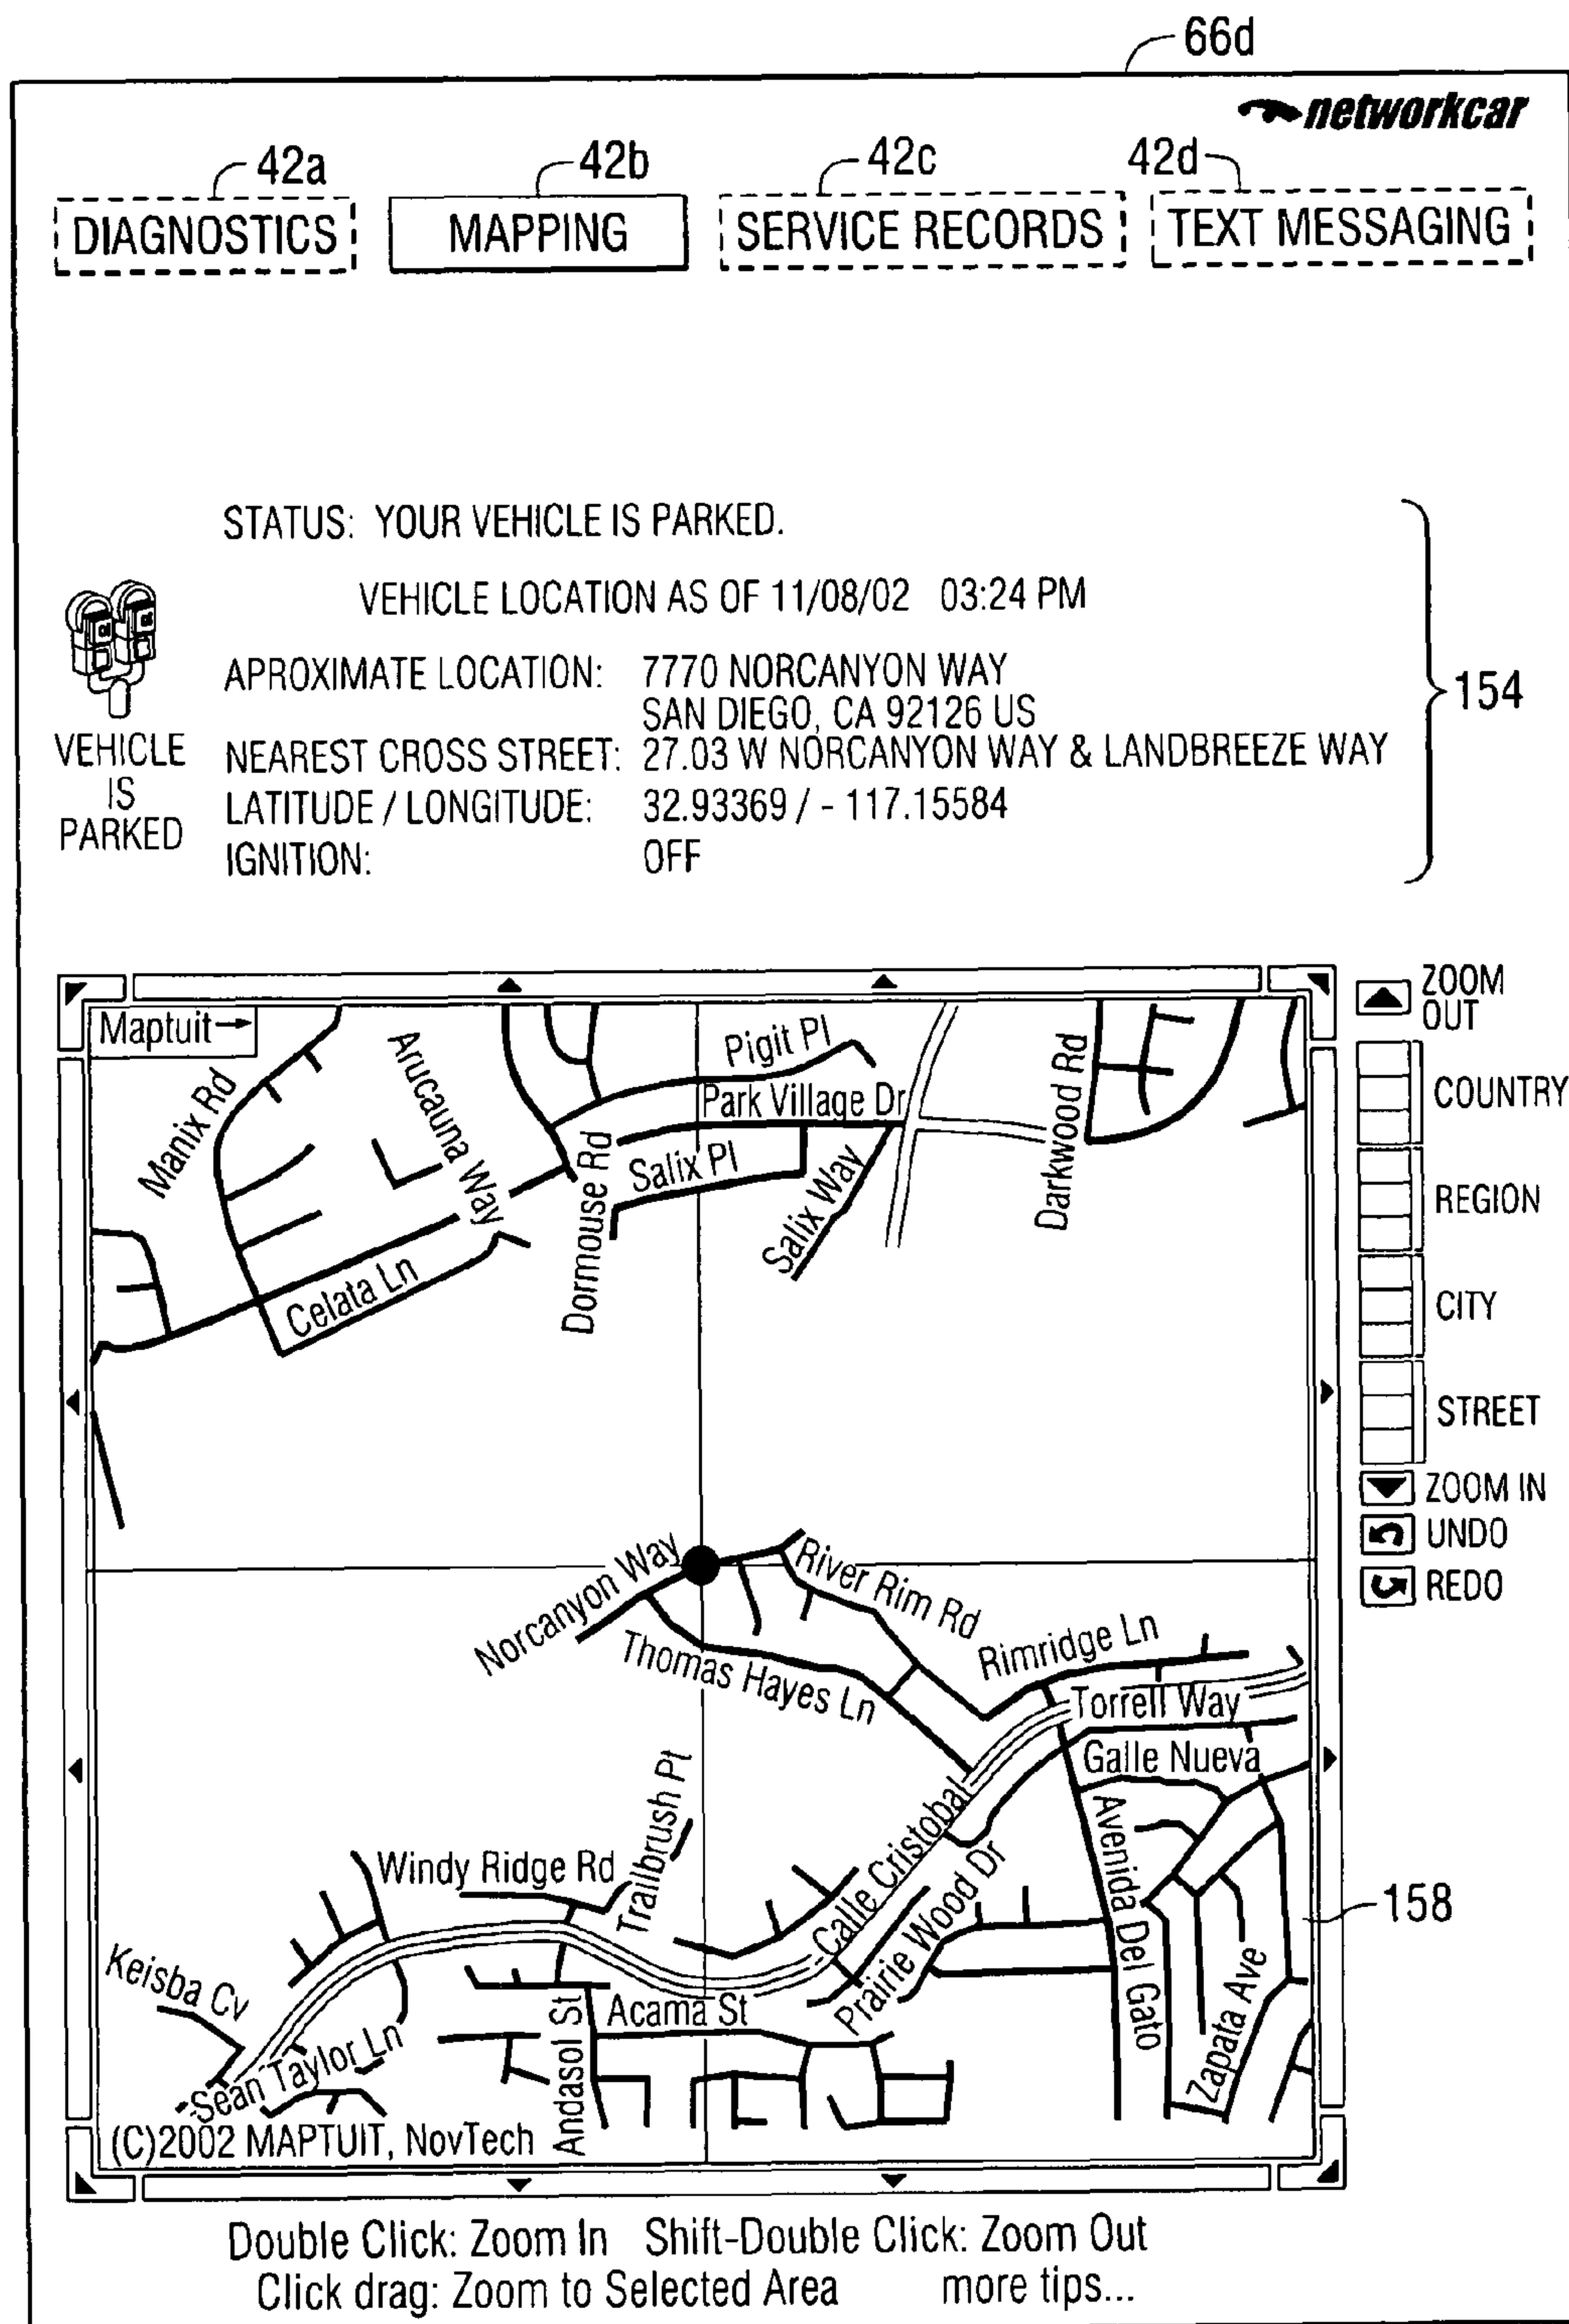 66d
networkcar
42a
42b
42c
42d
DIAGNOSTICS
MAPPING
SERVICE RECORDS
TEXT MESSAGING
STATUS: YOUR VEHICLE IS PARKED.
VEHICLE LOCATION AS OF 11/08/02 03:24 PM
APROXIMATE LOCATION: 7770 NORCANYON WAY
SAN DIEGO, CA 92126 US
NEAREST CROSS STREET: 27.03 W NORCANYON WAY & LANDBREEZE WAY
LATITUDE / LONGITUDE: 32.93369 / - 117.15584
IGNITION: OFF
VEHICLE
IS
PARKED
154
Maptuit
Manix Rd
Arucauna Way
Pigit Pl
Park Village Dr
Dormouse Rd
Salix Pl
Salix Way
Darkwood Rd
Celata Ln
ZOOM
OUT
COUNTRY
REGION
CITY
STREET
ZOOM IN
UNDO
REDO
Norcanyon Way
River Rim Rd
Thomas Hayes Ln
Rimridge Ln
Torrell Way
Galle Nueva
Trailbrush Pt
Windy Ridge Rd
Calle Cristobal
Prairie Wood Dr
Avenida Del Gato
158
Keisba Cv
Sean Taylor Ln
Andasol St
Acama St
Zapata Ave
(C)2002 MAPTUIT, NovTech
Double Click: Zoom In Shift-Double Click: Zoom Out
Click drag: Zoom to Selected Area more tips...